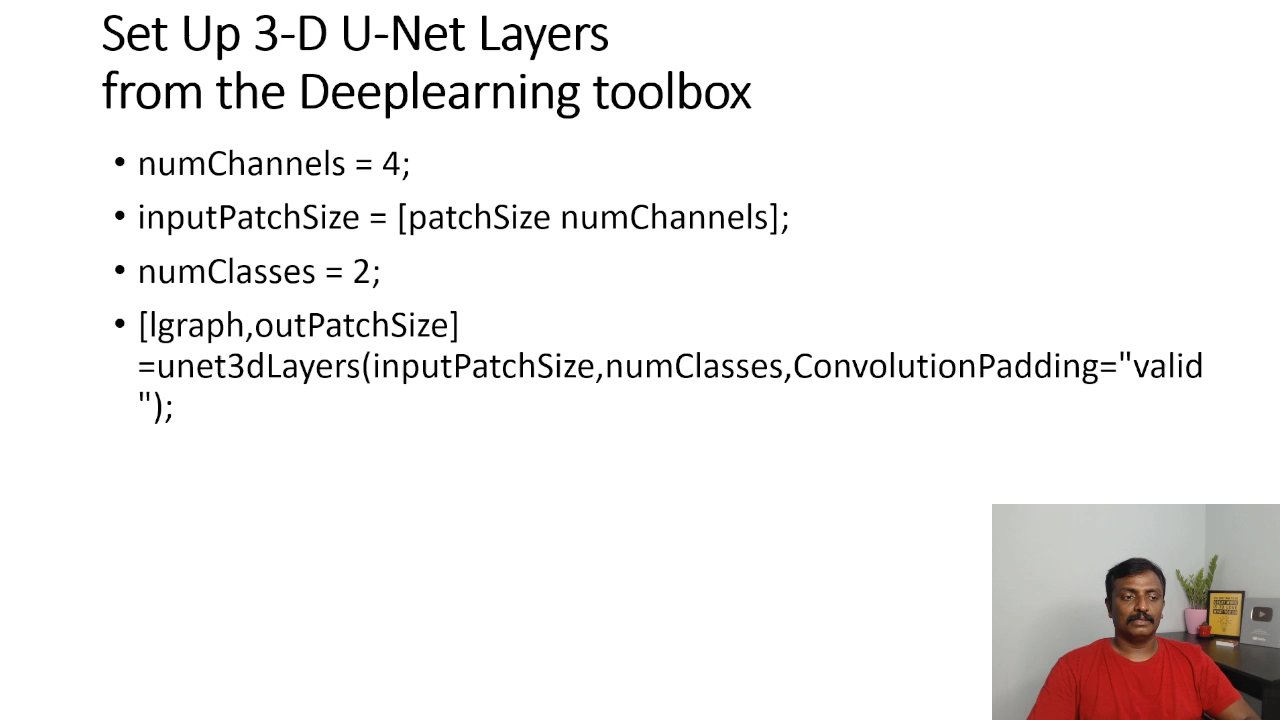 Set Up 3-D U-Net Layers
from the Deeplearning toolbox
• numChannels = 4;
• inputPatchSize = [patchSize numChannels];
• numClasses = 2;
• [lgraph,outPatchSize]
=unet3dLayers(inputPatchSize,numClasses,ConvolutionPadding="valid
");